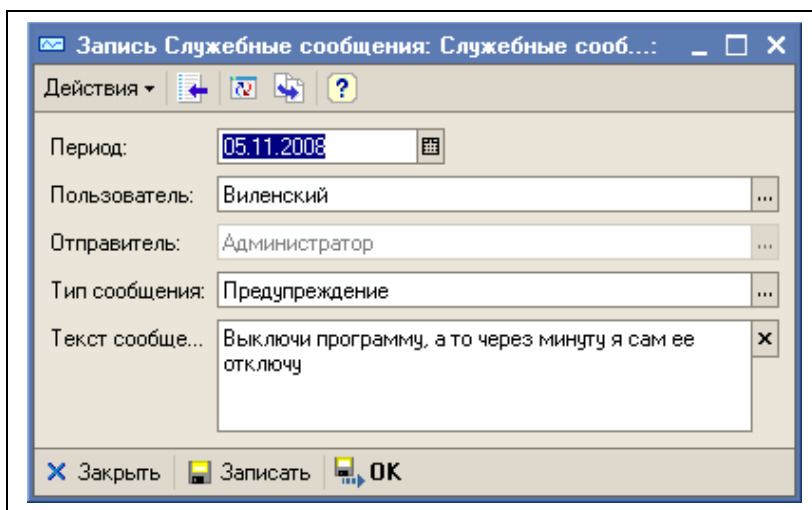 Запись Служебные сообщения: Служебные сооб...:
Действия
Период: 05.11.2008
Пользователь: Виленский ...
Отправитель: Администратор ...
Тип сообщения: Предупреждение ...
Текст сообще... Выключи программу, а то через минуту я сам ее
отключу
Закрыть Записать OK